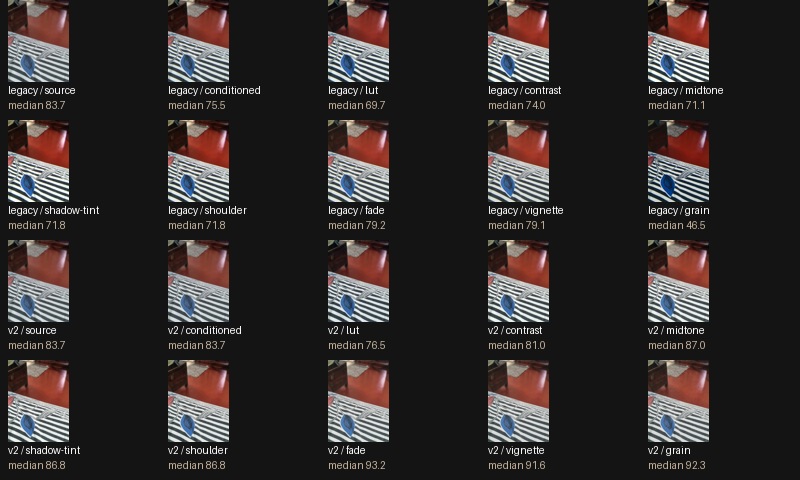 legacy / source
median 83.7
legacy / conditioned
median 75.5
legacy / lut
median 69.7
legacy / contrast
median 74.0
legacy / midtone
median 71.1
legacy / shadow-tint
median 71.8
legacy / shoulder
median 71.8
legacy / fade
median 79.2
legacy / vignette
median 79.1
legacy / grain
median 46.5
v2 / source
median 83.7
v2 / conditioned
median 83.7
v2 / lut
median 76.5
v2 / contrast
median 81.0
v2 / midtone
median 87.0
v2 / shadow-tint
median 86.8
v2 / shoulder
median 86.8
v2 / fade
median 93.2
v2 / vignette
median 91.6
v2 / grain
median 92.3